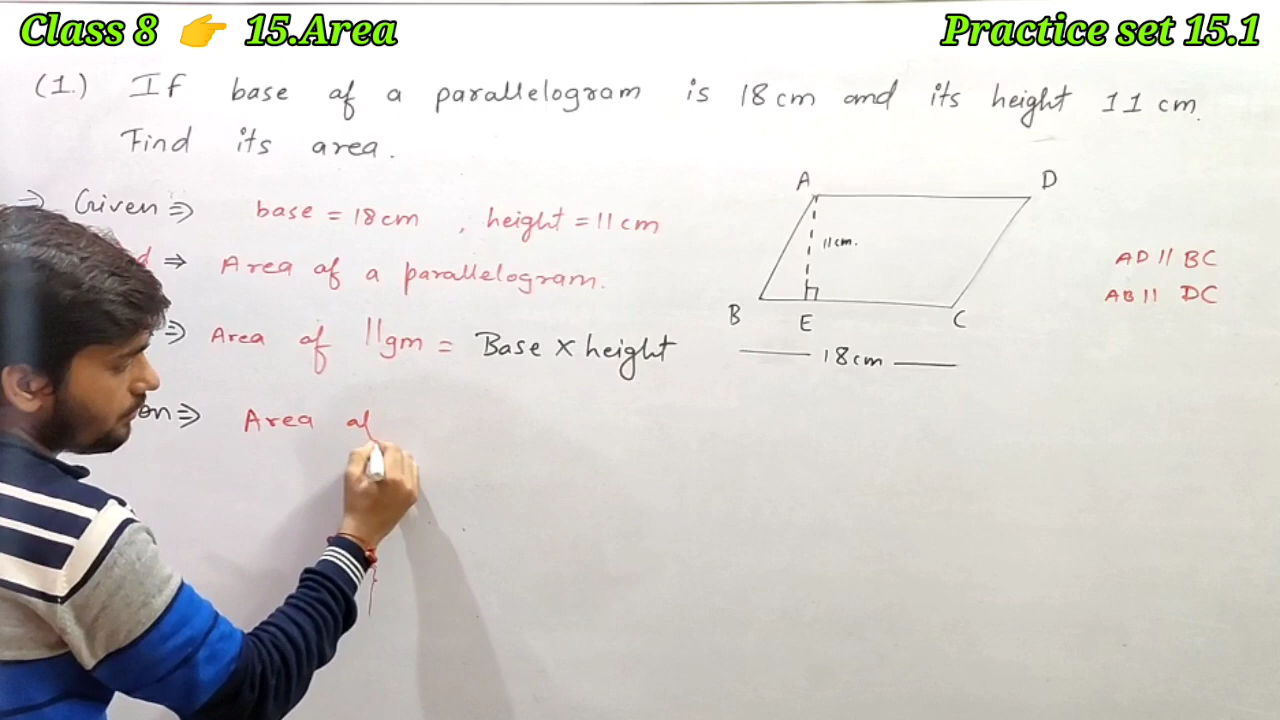 Class 8 👉 15.Area
Practice set 15.1
(1.) If base of a parallelogram is 18 cm and its height 11 cm.
Find its area.
⇒ Given ⇒ base = 18 cm , height = 11 cm
⇒ Area of a parallelogram.
⇒ Area of ||gm = Base × height
⇒ Area of
A
D
11cm.
B
E
C
18cm
AD || BC
AB || DC